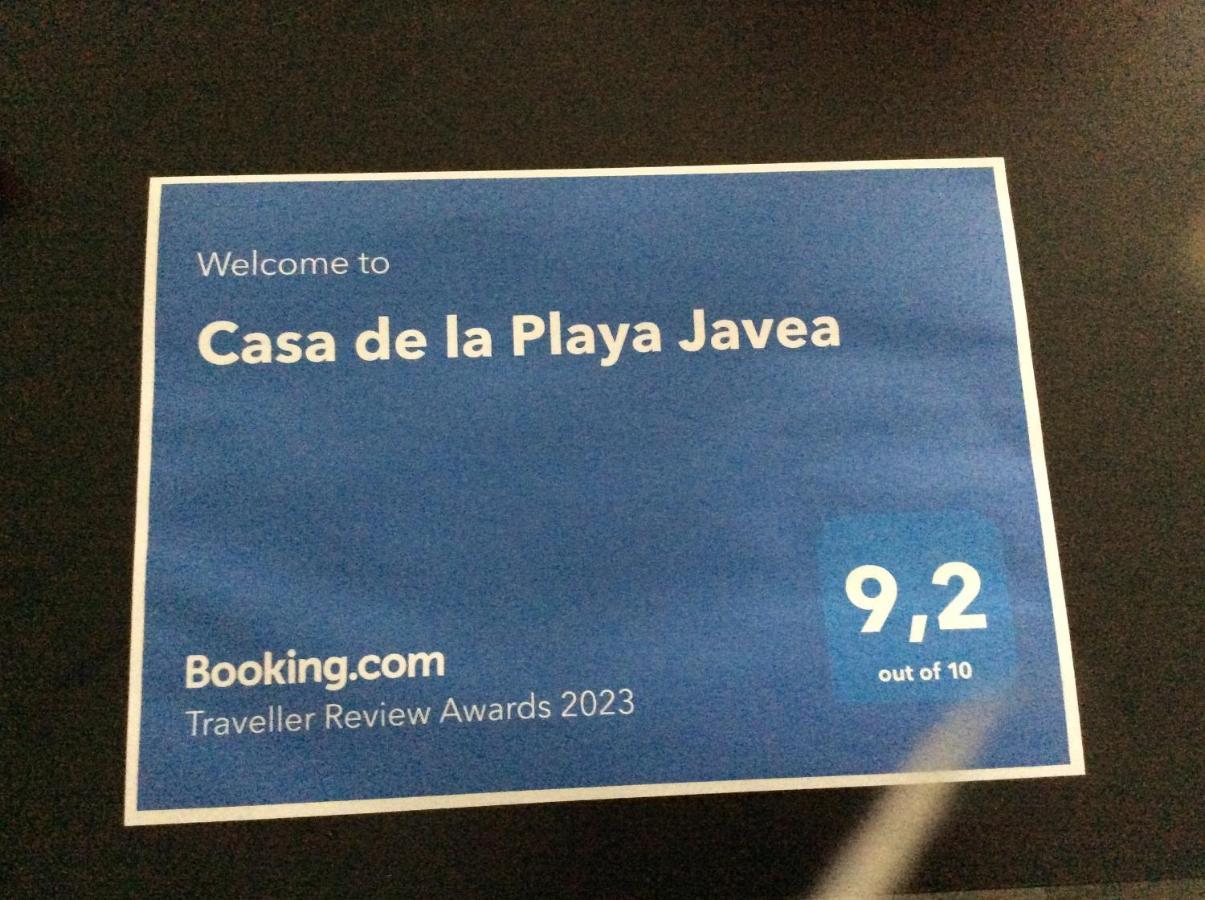 Welcome to
Casa de la Playa Javea
9,2
out of 10
Booking.com
Traveller Review Awards 2023